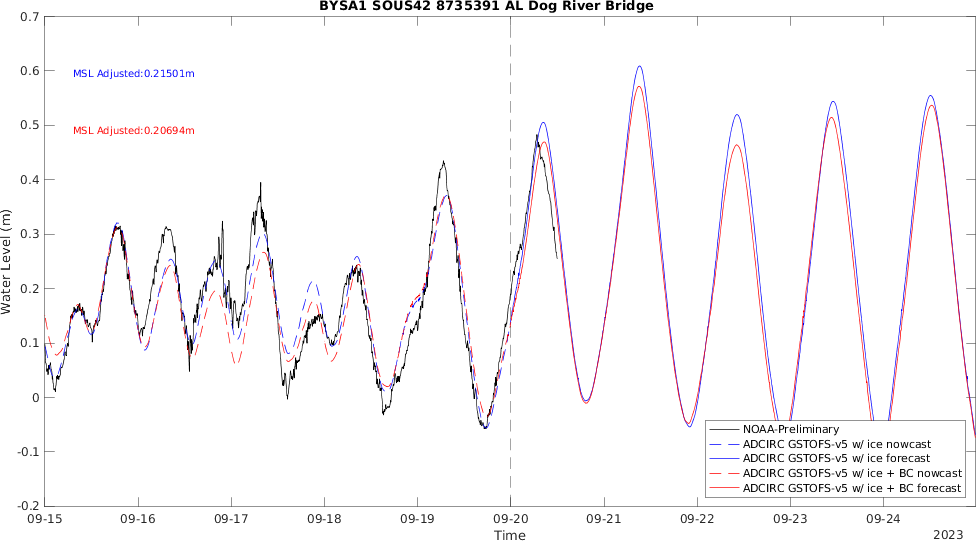 BYSA1 SOUS42 8735391 AL Dog River Bridge
0.7
0.6
0.5
0.4
0.3
0.2
0.1
0
-0.1
-0.2
Water Level (m)
MSL Adjusted:0.21501m
MSL Adjusted:0.20694m
NOAA-Preliminary
ADCIRC GSTOFS-v5 w/ ice nowcast
ADCIRC GSTOFS-v5 w/ ice forecast
ADCIRC GSTOFS-v5 w/ ice + BC nowcast
ADCIRC GSTOFS-v5 w/ ice + BC forecast
09-15 09-16 09-17 09-18 09-19 09-20 09-21 09-22 09-23 09-24
Time
2023